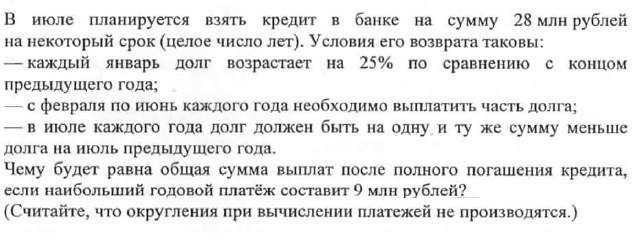 В июле планируется взять кредит в банке на сумму 28 млн рублей
на некоторый срок (целое число лет). Условия его возврата таковы:
— каждый январь долг возрастает на 25% по сравнению с концом
предыдущего года;
— с февраля по июнь каждого года необходимо выплатить часть долга;
— в июле каждого года долг должен быть на одну и ту же сумму меньше
долга на июль предыдущего года.
Чему будет равна общая сумма выплат после полного погашения кредита,
если наибольший годовой платёж составит 9 млн рублей?
(Считайте, что округления при вычислении платежей не производятся.)